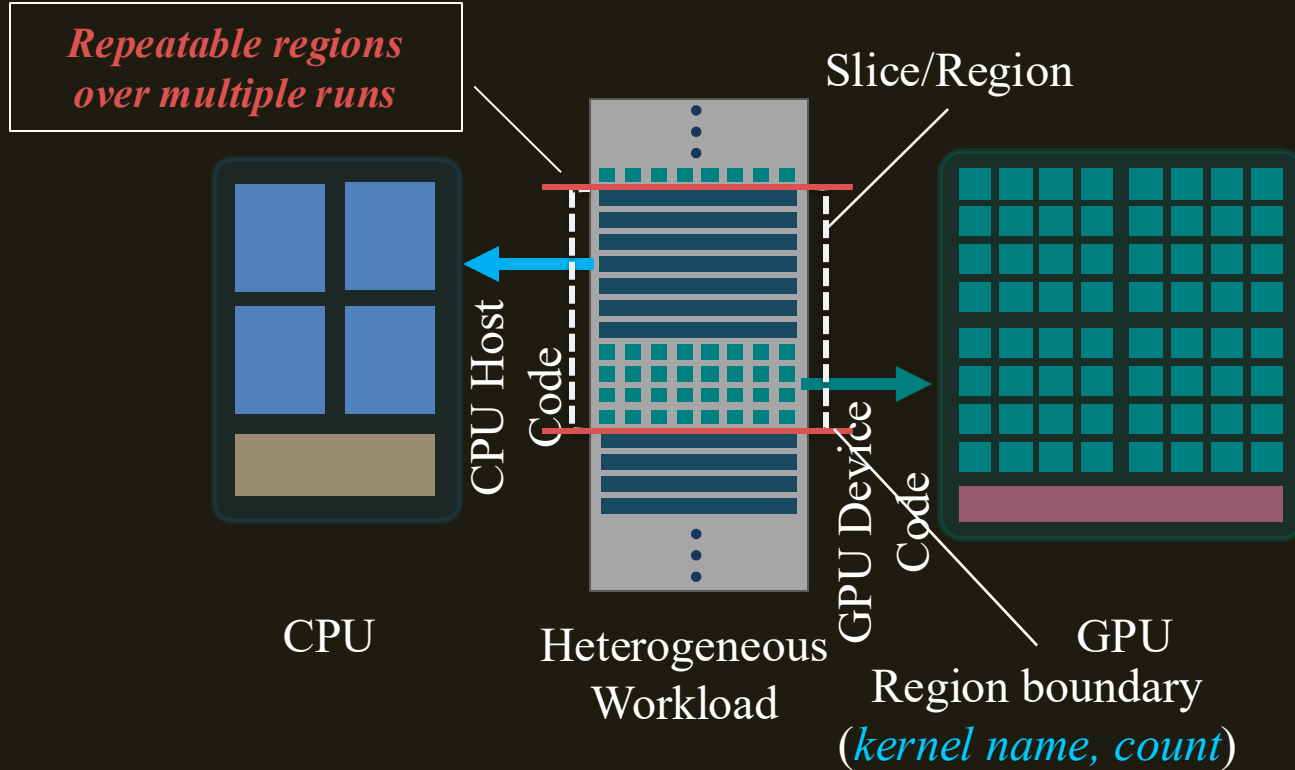 Repeatable regions
over multiple runs
Slice/Region
CPU Host
Code
GPU Device
Code
CPU
Heterogeneous
Workload
GPU
Region boundary
(kernel name, count)